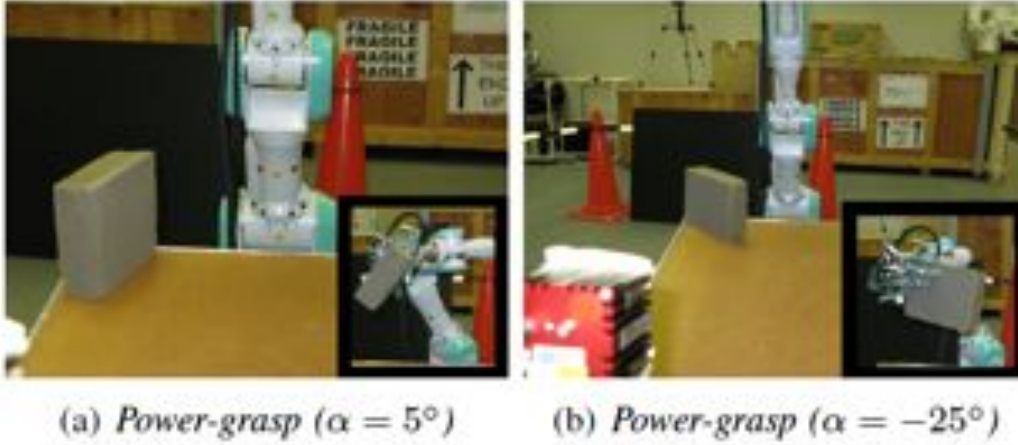 FRAGILE
FRAGILE
FRAGILE
FRAGILE
(a) Power-grasp (α = 5°)
(b) Power-grasp (α = −25°)